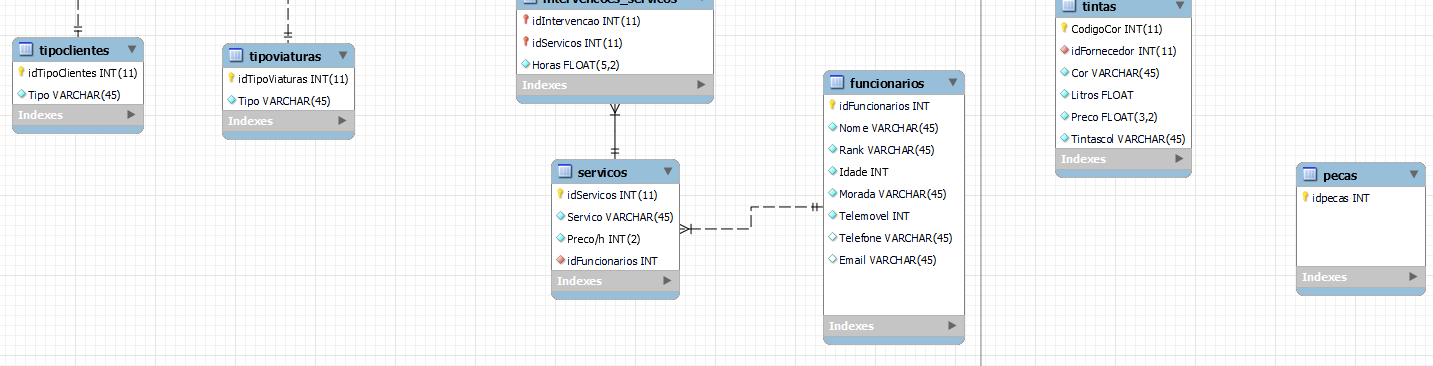 tipoclientes
idTipoClientes INT(11)
Tipo VARCHAR(45)
Indexes
tipoviaturas
idTipoViaturas INT(11)
Tipo VARCHAR(45)
Indexes
intervencoes_servicos
idIntervencao INT(11)
idServicos INT(11)
Horas FLOAT(5,2)
Indexes
servicos
idServicos INT(11)
Servico VARCHAR(45)
Preco/h INT(2)
idFuncionarios INT
Indexes
funcionarios
idFuncionarios INT
Nome VARCHAR(45)
Rank VARCHAR(45)
Idade INT
Morada VARCHAR(45)
Telemovel INT
Telefone VARCHAR(45)
Email VARCHAR(45)
Indexes
tintas
CodigoCor INT(11)
idFornecedor INT(11)
Cor VARCHAR(45)
Litros FLOAT
Preco FLOAT(3,2)
Tintascol VARCHAR(45)
Indexes
pecas
idpecas INT
Indexes